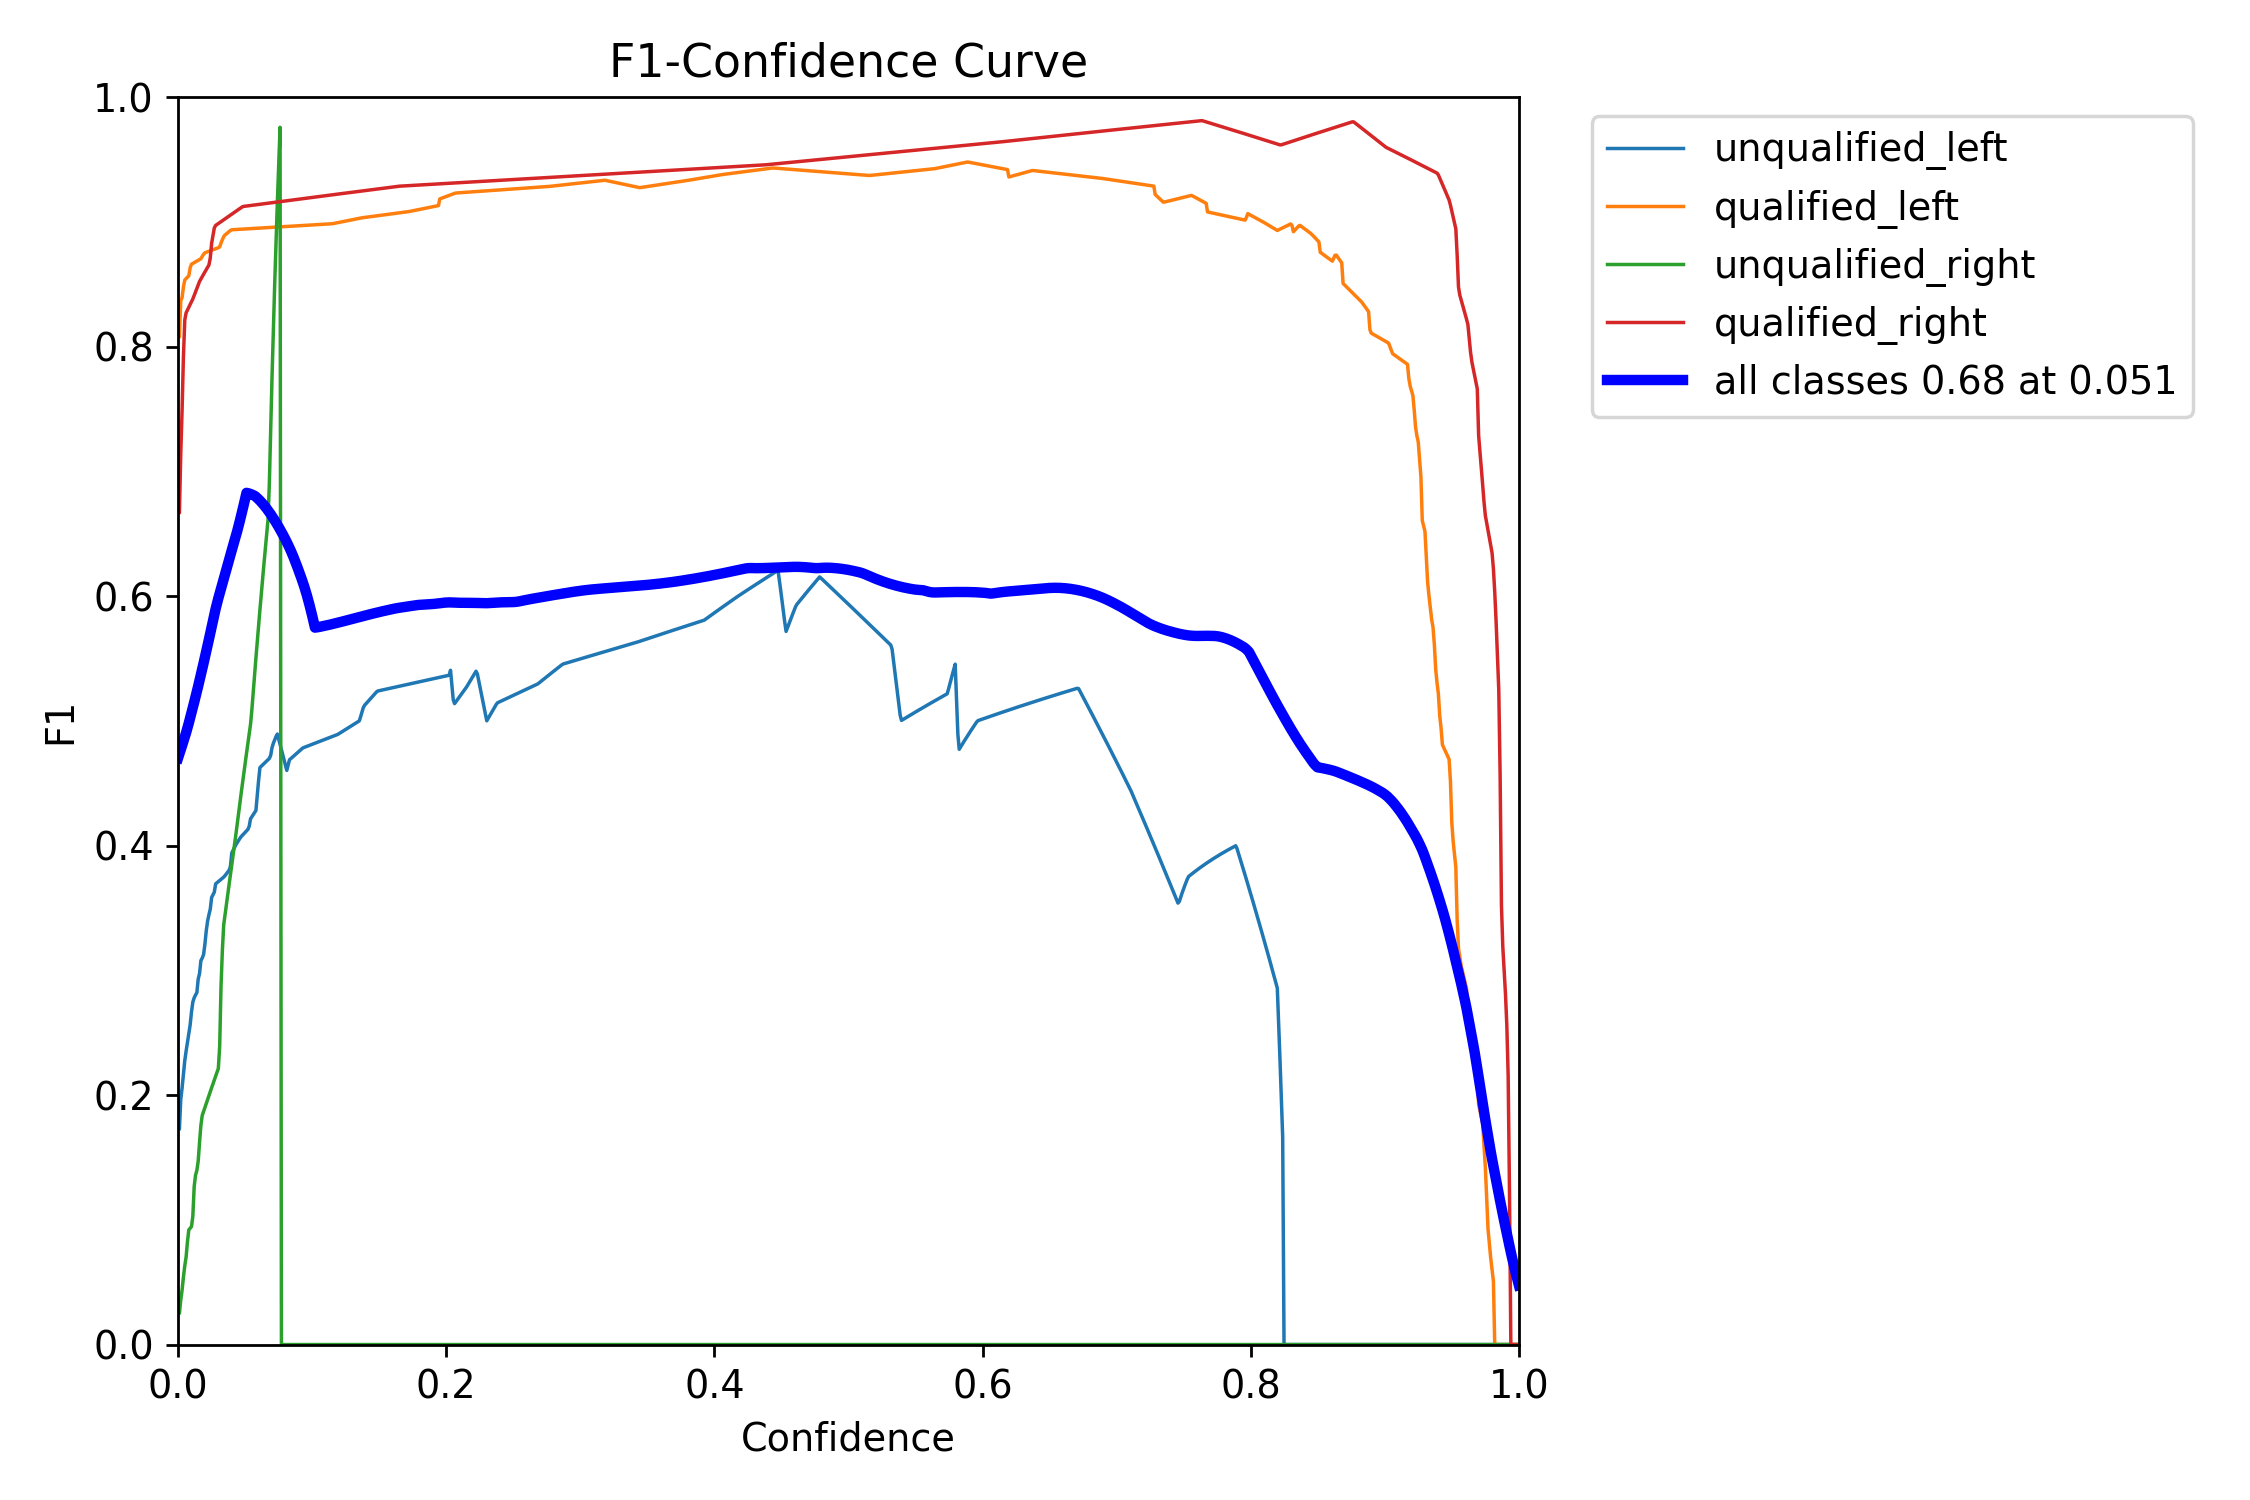 F1-Confidence Curve
1.0
0.8
0.6
0.4
0.2
0.0
F1
0.0 0.2 0.4 0.6 0.8 1.0
Confidence
unqualified_left
qualified_left
unqualified_right
qualified_right
all classes 0.68 at 0.051